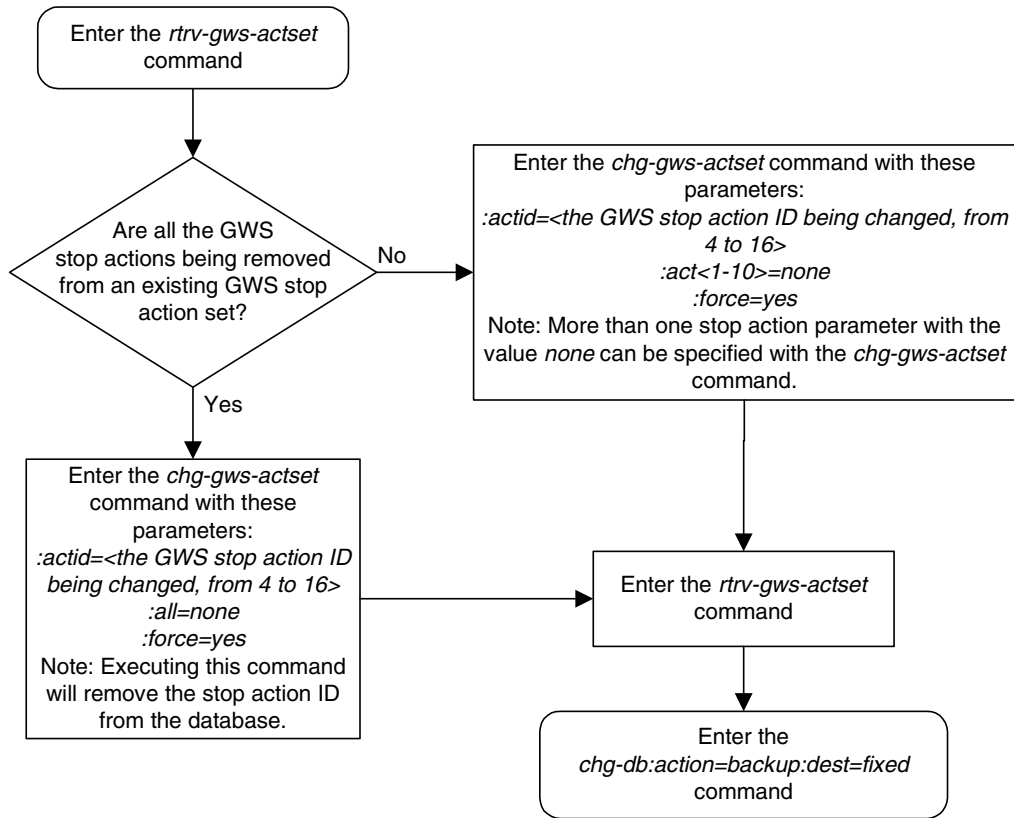 Enter the rtrv-gws-actset
command
Are all the GWS
stop actions being removed
from an existing GWS stop
action set?
No
Yes
Enter the chg-gws-actset command with these
parameters:
:actid=<the GWS stop action ID being changed, from
4 to 16>
:act<1-10>=none
:force=yes
Note: More than one stop action parameter with the
value none can be specified with the chg-gws-actset
command.
Enter the chg-gws-actset
command with these
parameters:
:actid=<the GWS stop action ID
being changed, from 4 to 16>
:all=none
:force=yes
Note: Executing this command
will remove the stop action ID
from the database.
Enter the rtrv-gws-actset
command
Enter the
chg-db:action=backup:dest=fixed
command